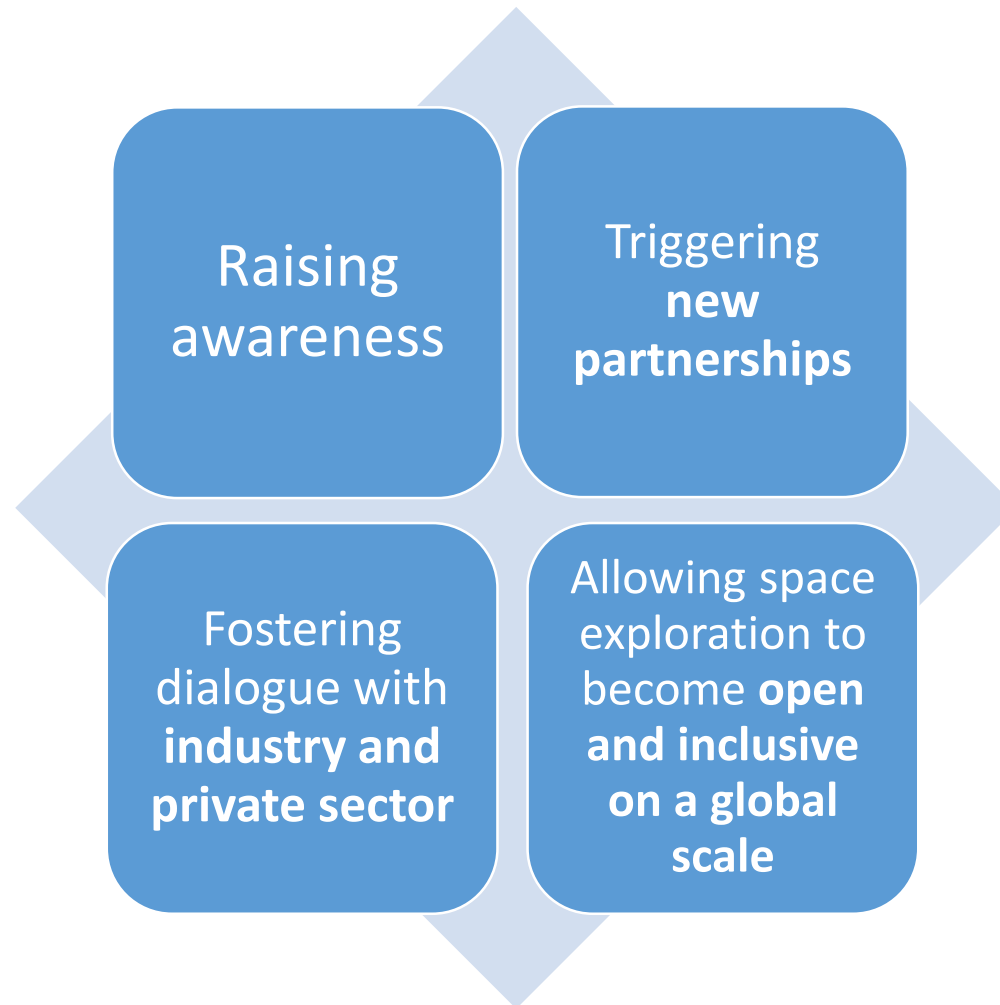 Raising
awareness
Triggering
new
partnerships
Fostering
dialogue with
industry and
private sector
Allowing space
exploration to
become open
and inclusive
on a global
scale